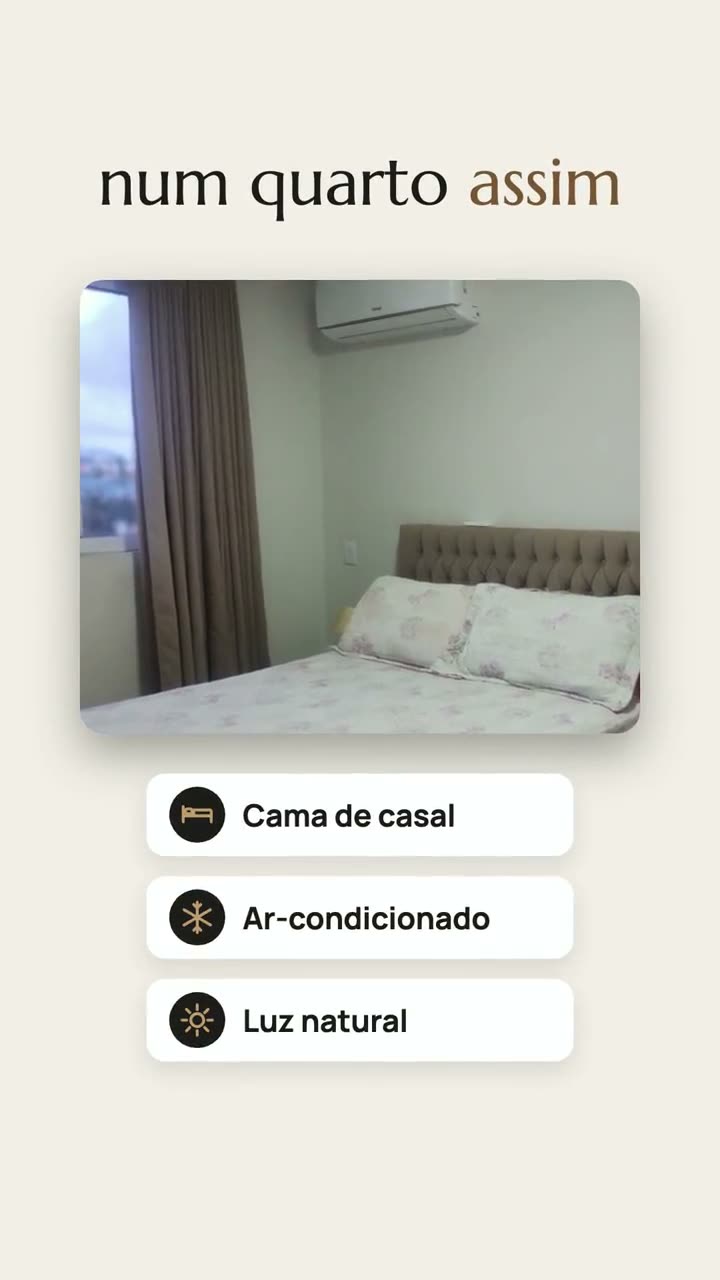 num quarto assim
Cama de casal
Ar-condicionado
Luz natural